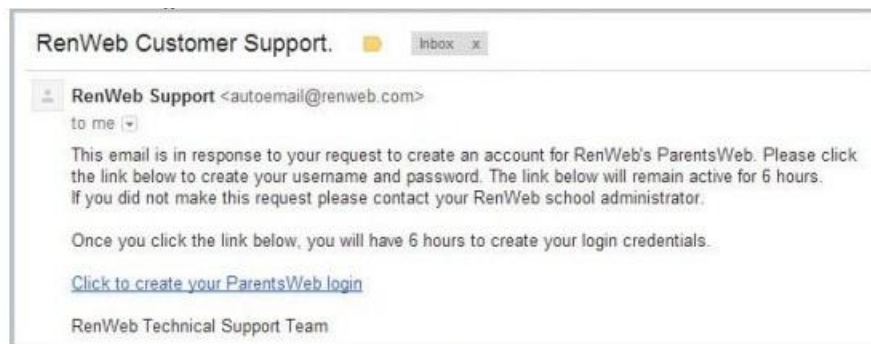 RenWeb Customer Support.
Inbox x
RenWeb Support <autoemail@renweb.com>
to me
This email is in response to your request to create an account for RenWeb's ParentsWeb. Please click
the link below to create your username and password. The link below will remain active for 6 hours.
If you did not make this request please contact your RenWeb school administrator.
Once you click the link below, you will have 6 hours to create your login credentials.
Click to create your ParentsWeb login
RenWeb Technical Support Team